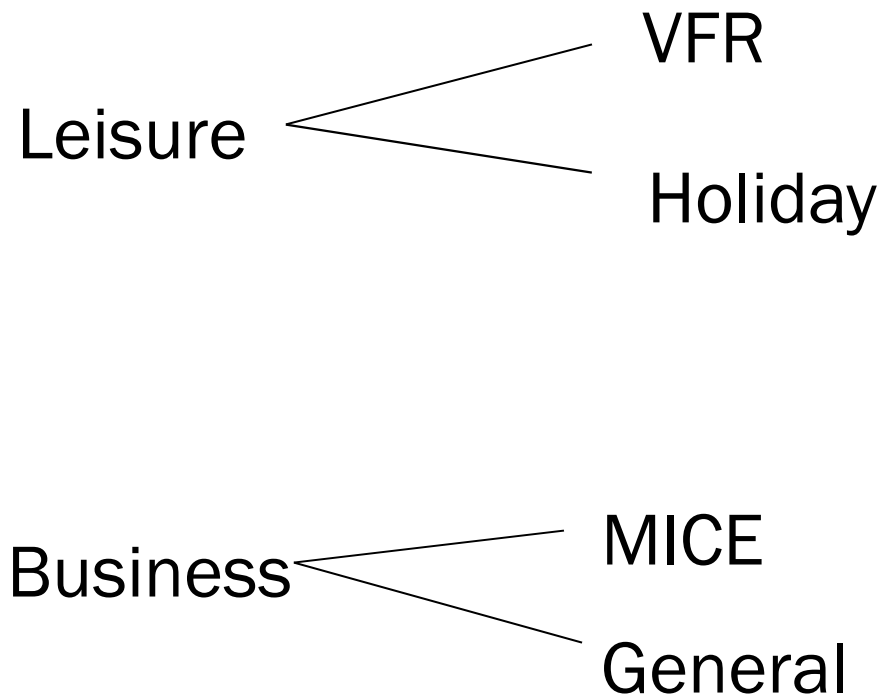 VFR
Leisure
Holiday
MICE
Business
General